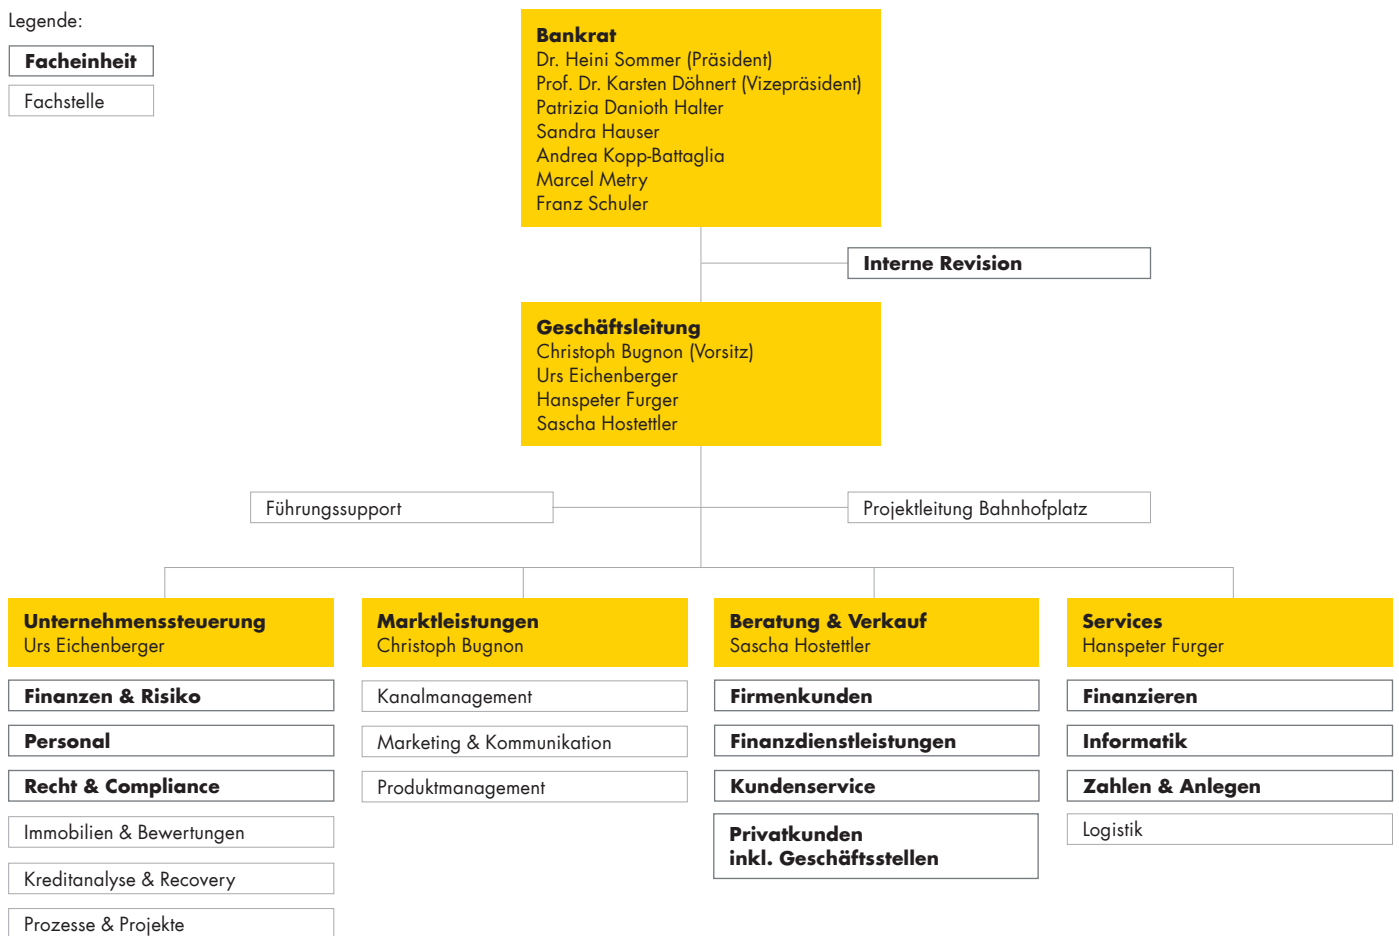 Legende:
Facheinheit
Fachstelle
Bankrat
Dr. Heini Sommer (Präsident)
Prof. Dr. Karsten Döhnert (Vizepräsident)
Patrizia Danioth Halter
Sandra Hauser
Andrea Kopp-Battaglia
Marcel Metry
Franz Schuler
Interne Revision
Geschäftsleitung
Christoph Bugnon (Vorsitz)
Urs Eichenberger
Hanspeter Furger
Sascha Hostettler
Führungssupport
Projektleitung Bahnhofplatz
Unternehmenssteuerung
Urs Eichenberger
Finanzen & Risiko
Personal
Recht & Compliance
Immobilien & Bewertungen
Kreditanalyse & Recovery
Prozesse & Projekte
Marktleistungen
Christoph Bugnon
Kanalmanagement
Marketing & Kommunikation
Produktmanagement
Beratung & Verkauf
Sascha Hostettler
Firmenkunden
Finanzdienstleistungen
Kundenservice
Privatkunden
inkl. Geschäftsstellen
Services
Hanspeter Furger
Finanzieren
Informatik
Zahlen & Anlegen
Logistik